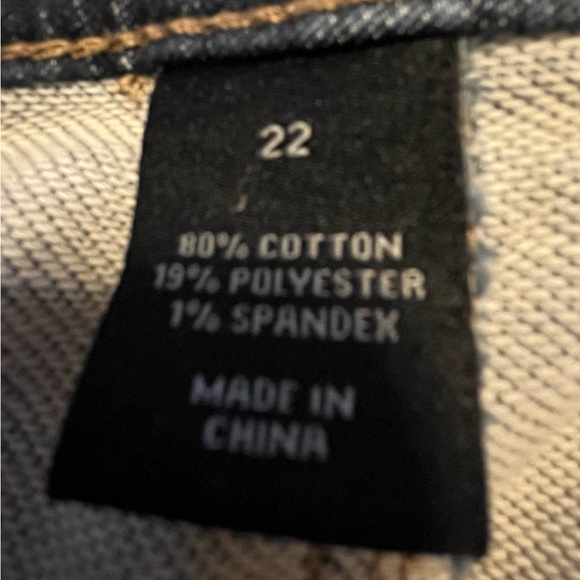 22
80% COTTON
19% POLYESTER
1% SPANDEX
MADE IN
CHINA